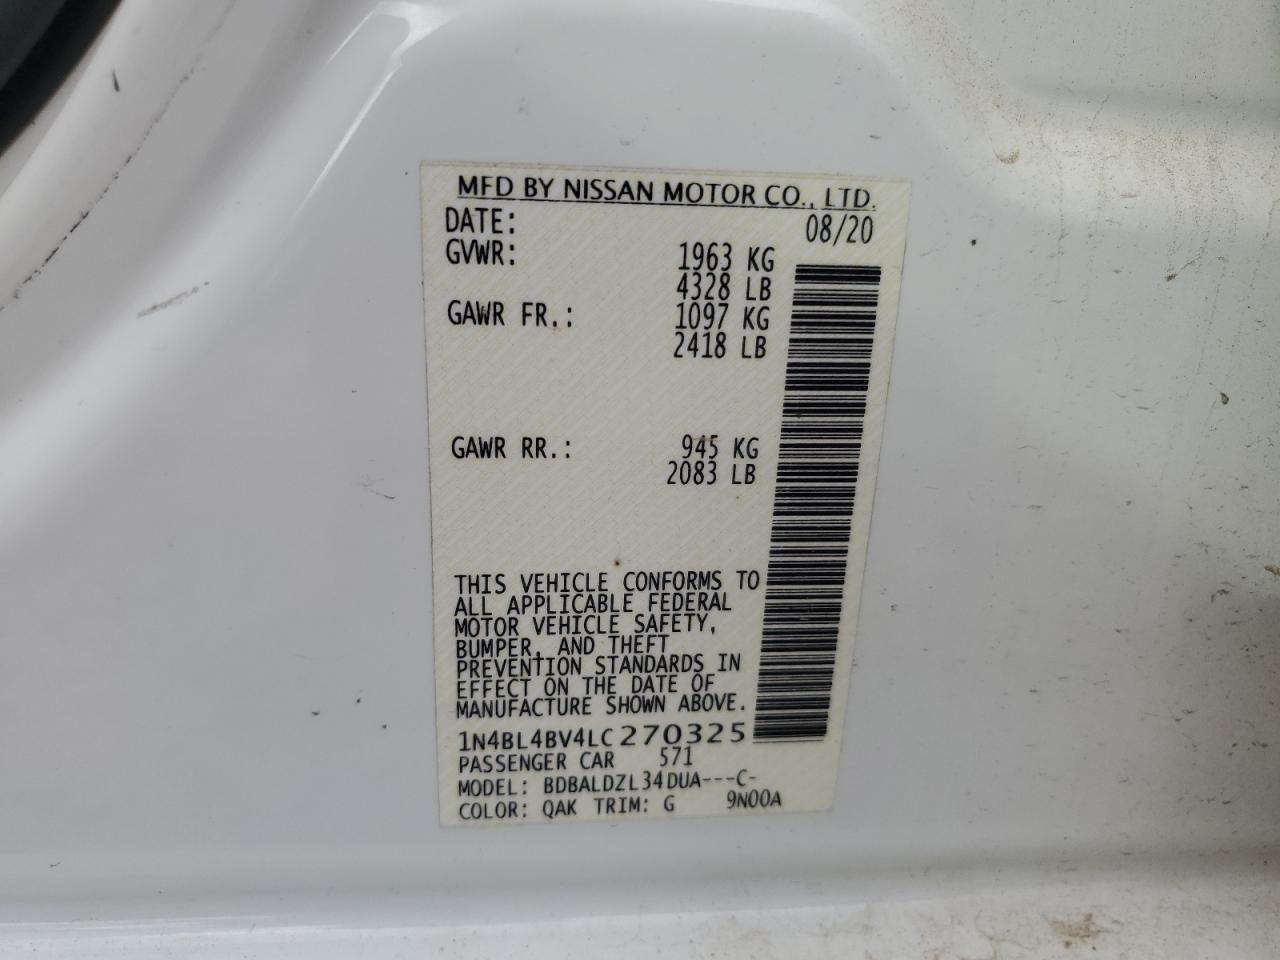 MFD BY NISSAN MOTOR CO., LTD.
DATE: 08/20
GVWR: 1963 KG
4328 LB
GAWR FR.: 1097 KG
2418 LB
GAWR RR.: 945 KG
2083 LB
THIS VEHICLE CONFORMS TO
ALL APPLICABLE FEDERAL
MOTOR VEHICLE SAFETY,
BUMPER, AND THEFT
PREVENTION STANDARDS IN
EFFECT ON THE DATE OF
MANUFACTURE SHOWN ABOVE.
1N4BL4BV4LC270325
PASSENGER CAR 571
MODEL: BDBALDZL34DUA---C-
COLOR: QAK TRIM: G 9N00A